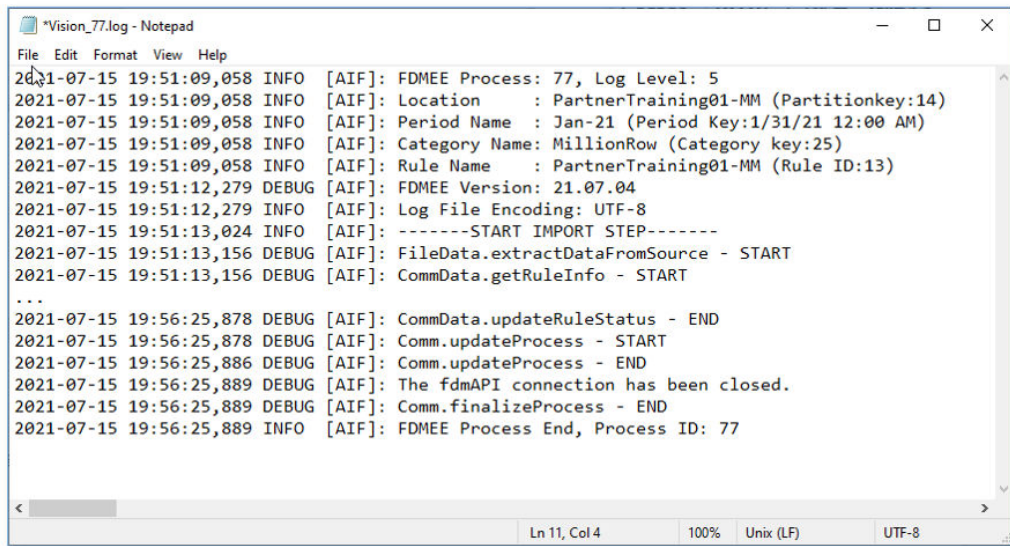 *Vision_77.log - Notepad
File Edit Format View Help
2021-07-15 19:51:09,058 INFO  [AIF]: FDMEE Process: 77, Log Level: 5
2021-07-15 19:51:09,058 INFO  [AIF]: Location      : PartnerTraining01-MM (Partitionkey:14)
2021-07-15 19:51:09,058 INFO  [AIF]: Period Name   : Jan-21 (Period Key:1/31/21 12:00 AM)
2021-07-15 19:51:09,058 INFO  [AIF]: Category Name: MillionRow (Category key:25)
2021-07-15 19:51:09,058 INFO  [AIF]: Rule Name     : PartnerTraining01-MM (Rule ID:13)
2021-07-15 19:51:12,279 DEBUG [AIF]: FDMEE Version: 21.07.04
2021-07-15 19:51:12,279 INFO  [AIF]: Log File Encoding: UTF-8
2021-07-15 19:51:13,024 INFO  [AIF]: -------START IMPORT STEP-------
2021-07-15 19:51:13,156 DEBUG [AIF]: FileData.extractDataFromSource - START
2021-07-15 19:51:13,156 DEBUG [AIF]: CommData.getRuleInfo - START
...
2021-07-15 19:56:25,878 DEBUG [AIF]: CommData.updateRuleStatus - END
2021-07-15 19:56:25,878 DEBUG [AIF]: Comm.updateProcess - START
2021-07-15 19:56:25,886 DEBUG [AIF]: Comm.updateProcess - END
2021-07-15 19:56:25,889 DEBUG [AIF]: The fdmAPI connection has been closed.
2021-07-15 19:56:25,889 DEBUG [AIF]: Comm.finalizeProcess - END
2021-07-15 19:56:25,889 INFO  [AIF]: FDMEE Process End, Process ID: 77
Ln 11, Col 4 100% Unix (LF) UTF-8